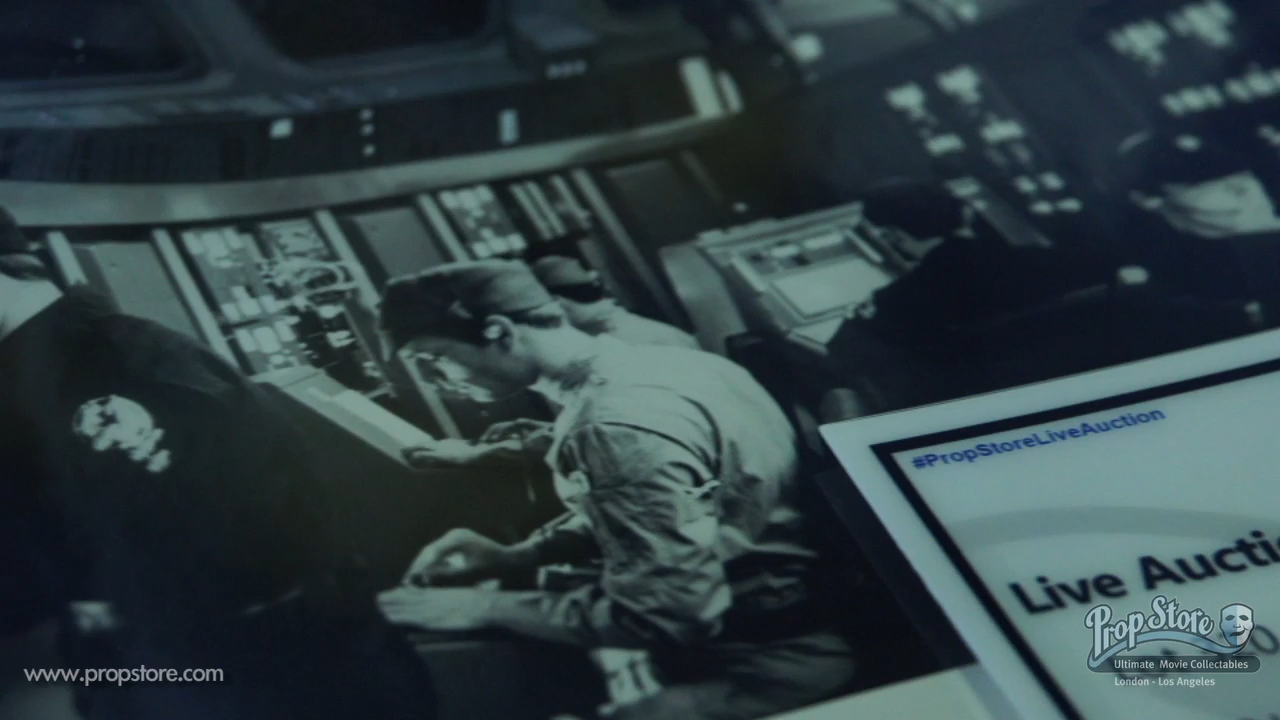 #PropStoreLiveAuction
Live Auctio
Prop Store
Ultimate Movie Collectables
London - Los Angeles
www.propstore.com